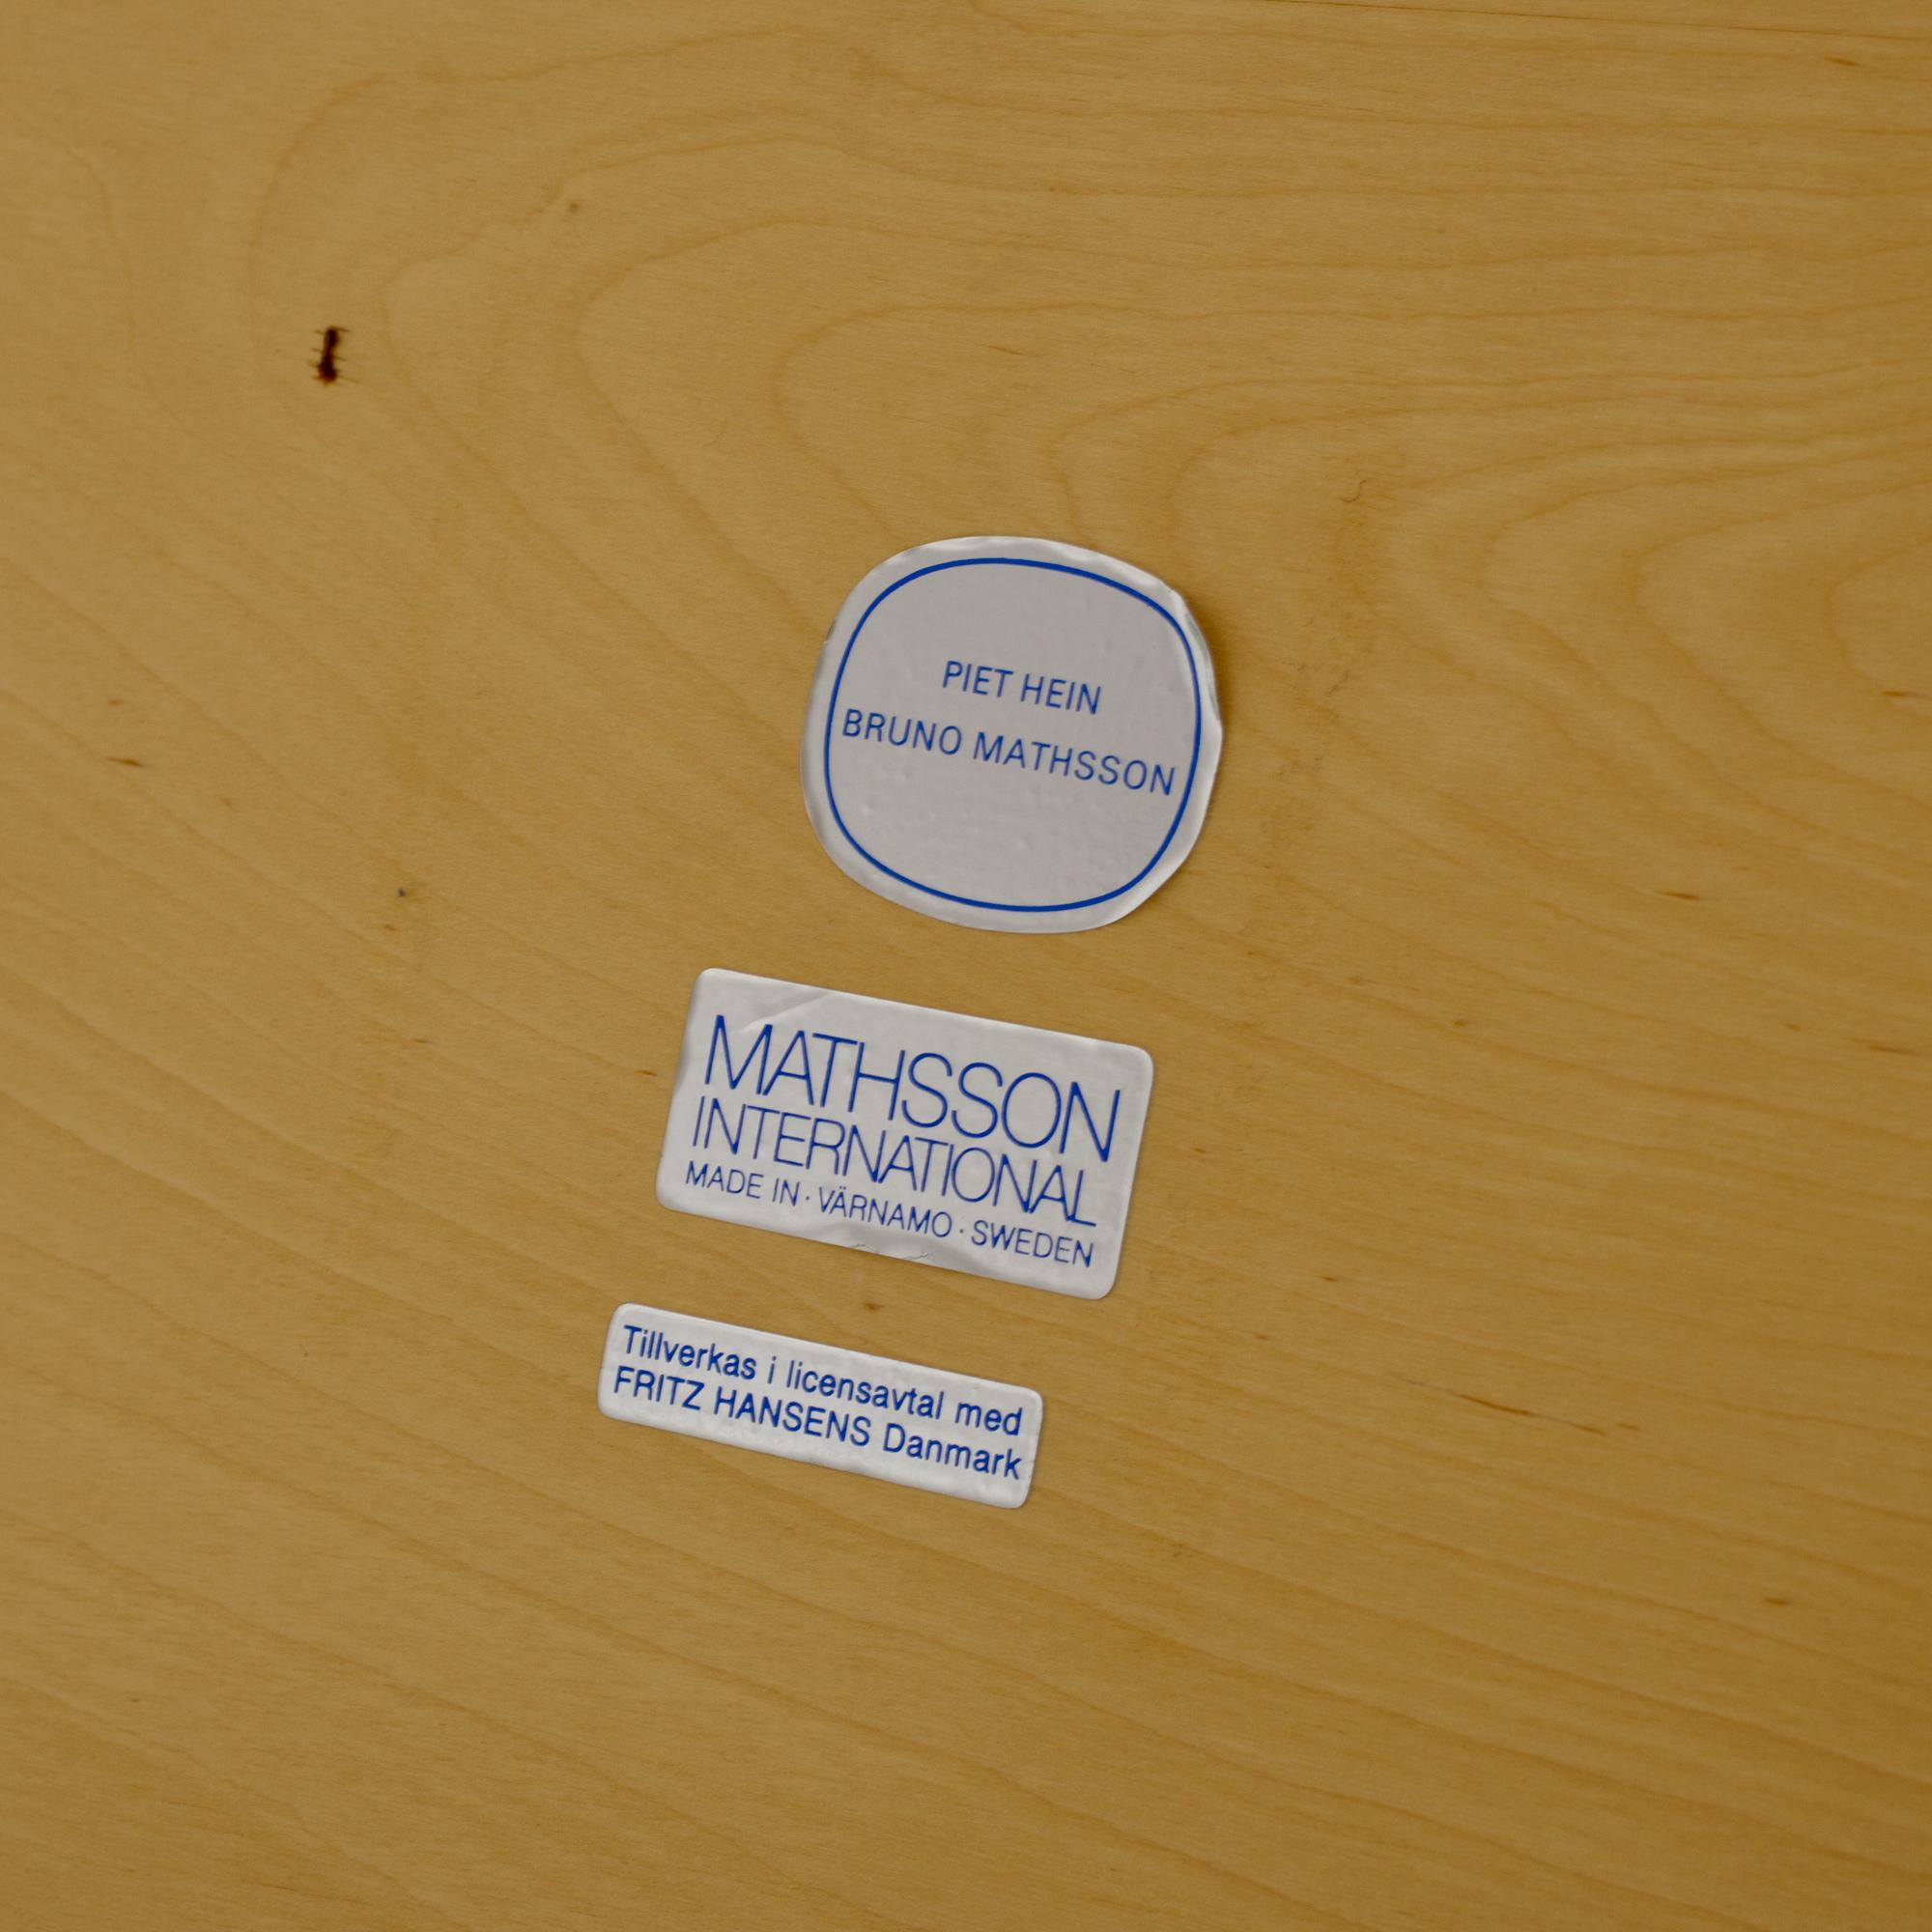 PIET HEIN
BRUNO MATHSSON
MATHSSON
INTERNATIONAL
MADE IN · VÄRNAMO · SWEDEN
Tillverkas i licensavtal med
FRITZ HANSENS Danmark